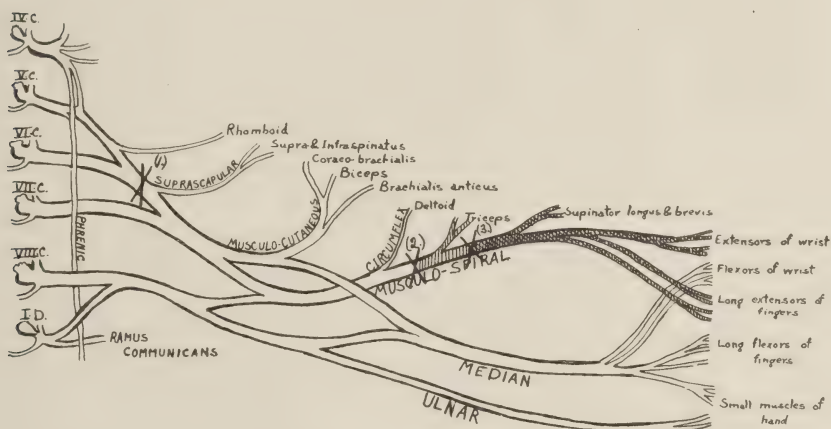 IV.C.
V.C.
VI.C.
VII.C.
VIII.C.
I.D.
PHRENIC
RAMUS
COMMUNICANS
(1.)
Rhomboid
SUPRASCAPULAR
Supra & Infraspinatus
Coraco-brachialis
Biceps
Brachialis anticus
MUSCULO-CUTANEOUS
CIRCUMFLEX
Deltoid
(2.)
Triceps
(3.)
MUSCULO-SPIRAL
Supinator longus & brevis
Extensors of wrist
Flexors of wrist
Long extensors of
fingers
Long flexors of
fingers
Small muscles of
hand
MEDIAN
ULNAR